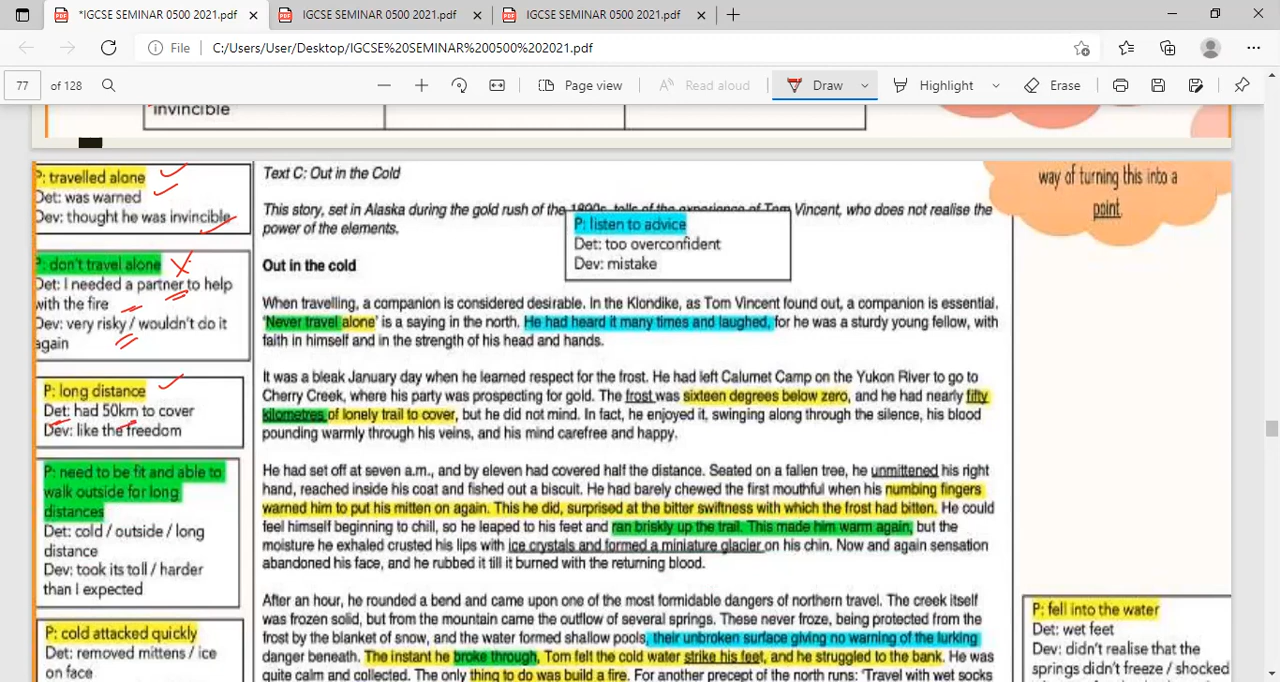 *IGCSE SEMINAR 0500 2021.pdf
IGCSE SEMINAR 0500 2021.pdf
IGCSE SEMINAR 0500 2021.pdf
File
C:/Users/User/Desktop/IGCSE%20SEMINAR%200500%202021.pdf
77 of 128
Page view
Read aloud
Draw
Highlight
Erase
invincible
P: travelled alone
Det: was warned
Dev: thought he was invincible
P: don't travel alone
Det: I needed a partner to help
with the fire
Dev: very risky / wouldn't do it
again
P: long distance
Det: had 50km to cover
Dev: like the freedom
P: need to be fit and able to
walk outside for long
distances
Det: cold / outside / long
distance
Dev: took its toll / harder
than I expected
P: cold attacked quickly
Det: removed mittens / ice
on face
Text C: Out in the Cold
This story, set in Alaska during the gold rush of the 1890s, tells of the experience of Tom Vincent, who does not realise the
power of the elements.
P: listen to advice
Det: too overconfident
Dev: mistake
Out in the cold
When travelling, a companion is considered desirable. In the Klondike, as Tom Vincent found out, a companion is essential.
'Never travel alone' is a saying in the north. He had heard it many times and laughed, for he was a sturdy young fellow, with
faith in himself and in the strength of his head and hands.
It was a bleak January day when he learned respect for the frost. He had left Calumet Camp on the Yukon River to go to
Cherry Creek, where his party was prospecting for gold. The frost was sixteen degrees below zero, and he had nearly fifty
kilometres of lonely trail to cover, but he did not mind. In fact, he enjoyed it, swinging along through the silence, his blood
pounding warmly through his veins, and his mind carefree and happy.
He had set off at seven a.m., and by eleven had covered half the distance. Seated on a fallen tree, he unmittened his right
hand, reached inside his coat and fished out a biscuit. He had barely chewed the first mouthful when his numbing fingers
warned him to put his mitten on again. This he did, surprised at the bitter swiftness with which the frost had bitten. He could
feel himself beginning to chill, so he leaped to his feet and ran briskly up the trail. This made him warm again, but the
moisture he exhaled crusted his lips with ice crystals and formed a miniature glacier on his chin. Now and again sensation
abandoned his face, and he rubbed it till it burned with the returning blood.
After an hour, he rounded a bend and came upon one of the most formidable dangers of northern travel. The creek itself
was frozen solid, but from the mountain came the outflow of several springs. These never froze, being protected from the
frost by the blanket of snow, and the water formed shallow pools, their unbroken surface giving no warning of the lurking
danger beneath. The instant he broke through, Tom felt the cold water strike his feet, and he struggled to the bank. He was
quite calm and collected. The only thing to do was build a fire. For another precept of the north runs: 'Travel with wet socks
way of turning this into a
point.
P: fell into the water
Det: wet feet
Dev: didn't realise that the
springs didn't freeze / shocked